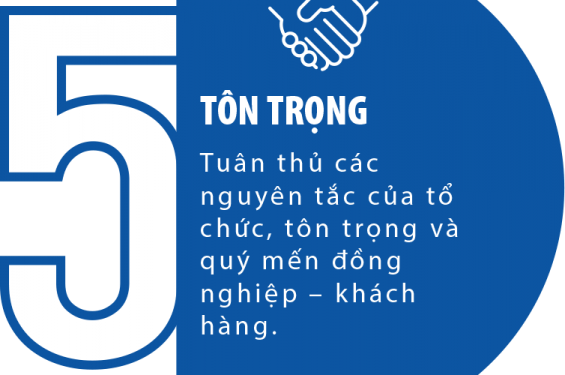 5
TÔN TRỌNG
Tuân thủ các
nguyên tắc của tổ
chức, tôn trọng và
quý mến đồng
nghiệp – khách
hàng.